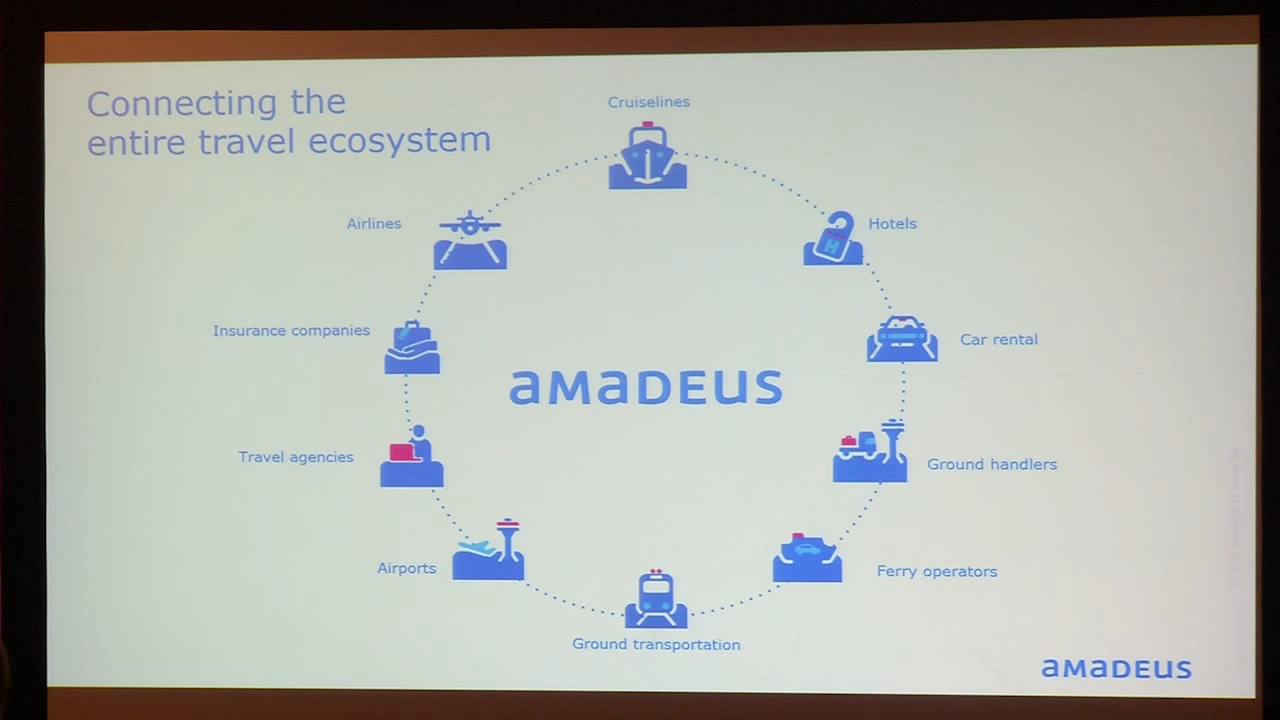 Connecting the
entire travel ecosystem
Cruiselines
Airlines
Hotels
Insurance companies
Car rental
aMaDEUS
Travel agencies
Ground handlers
Airports
Ferry operators
Ground transportation
aMaDEUS
H